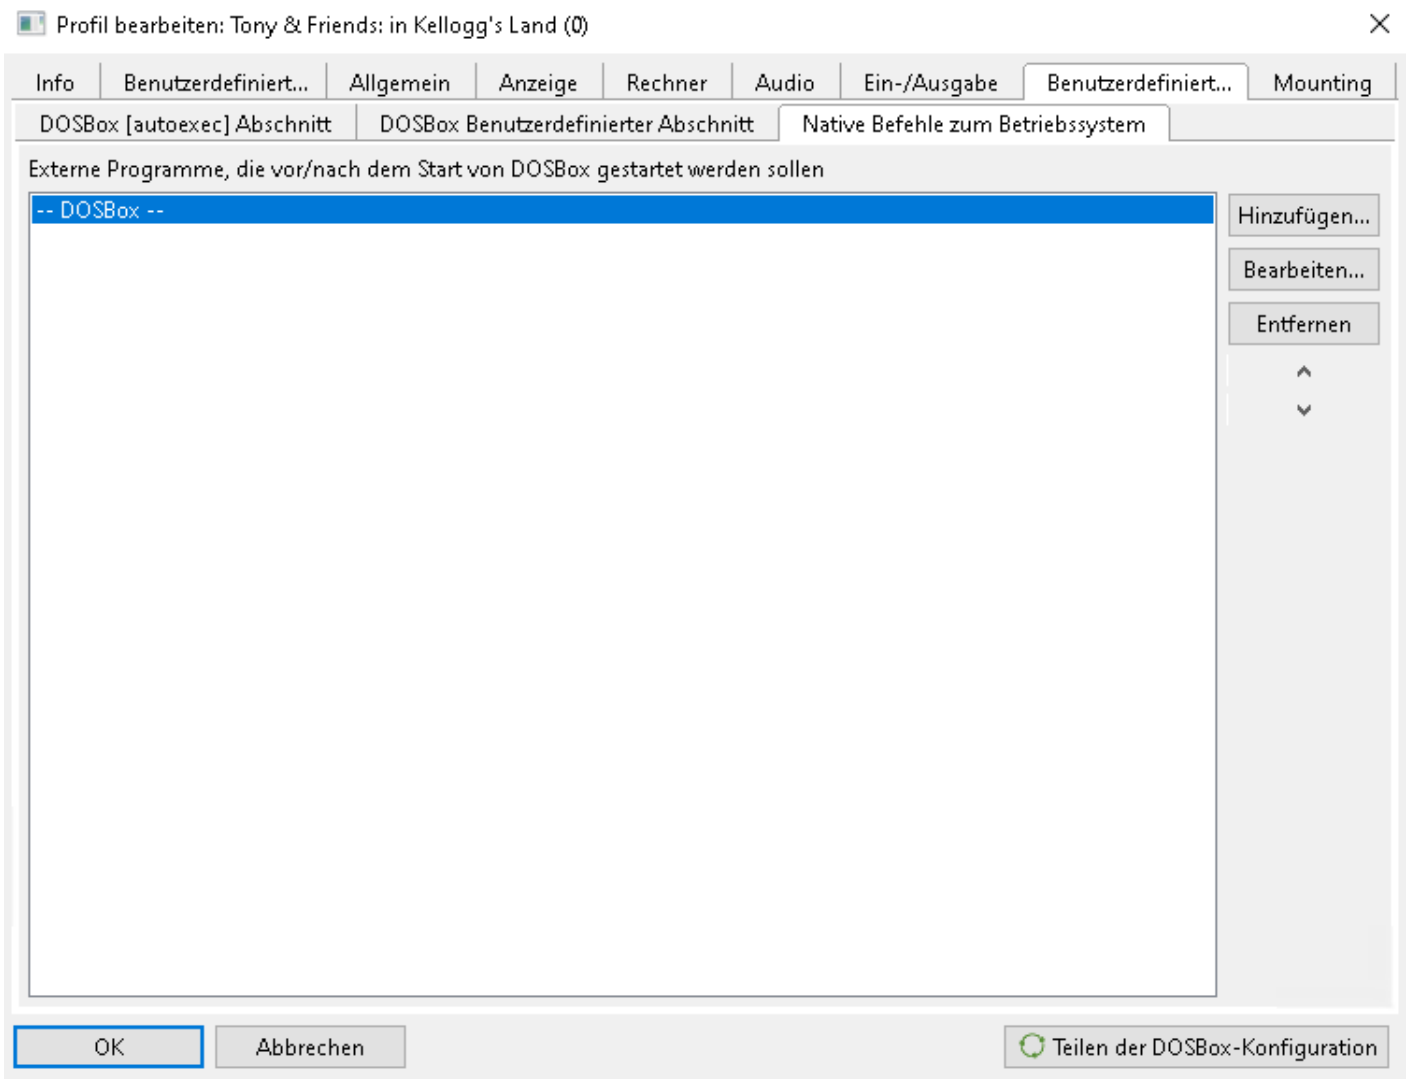 Profil bearbeiten: Tony & Friends: in Kellogg's Land (0)
Info Benutzerdefiniert... Allgemein Anzeige Rechner Audio Ein-/Ausgabe Benutzerdefiniert... Mounting
DOSBox [autoexec] Abschnitt DOSBox Benutzerdefinierter Abschnitt Native Befehle zum Betriebssystem
Externe Programme, die vor/nach dem Start von DOSBox gestartet werden sollen
-- DOSBox --
Hinzufügen...
Bearbeiten...
Entfernen
OK Abbrechen Teilen der DOSBox-Konfiguration